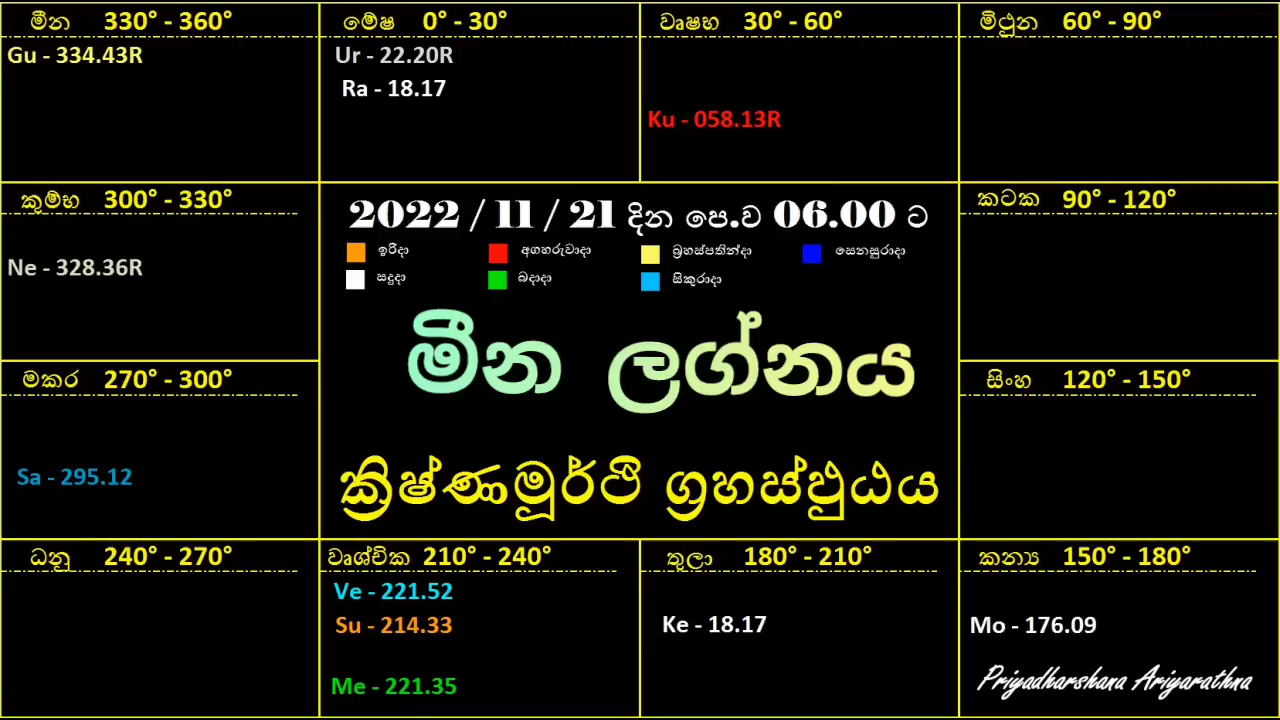 මීන 330° - 360°
Gu - 334.43R
මේෂ 0° - 30°
Ur - 22.20R
Ra - 18.17
වෘෂභ 30° - 60°
Ku - 058.13R
මිථුන 60° - 90°
කුම්භ 300° - 330°
Ne - 328.36R
2022 / 11 / 21 දින පෙ.ව 06.00 ට
ඉරිදා අගහරුවාදා බ්‍රහස්පතින්දා සෙනසුරාදා
සදුදා බදාදා සිකුරාදා
මීන ලග්නය
ක්‍රිෂ්ණමූර්ථි ග්‍රහස්ඵුඨය
කටක 90° - 120°
මකර 270° - 300°
Sa - 295.12
සිංහ 120° - 150°
ධනු 240° - 270°
වෘශ්චික 210° - 240°
Ve - 221.52
Su - 214.33
Me - 221.35
තුලා 180° - 210°
Ke - 18.17
කන්‍ය 150° - 180°
Mo - 176.09
Priyadharshana Ariyarathna